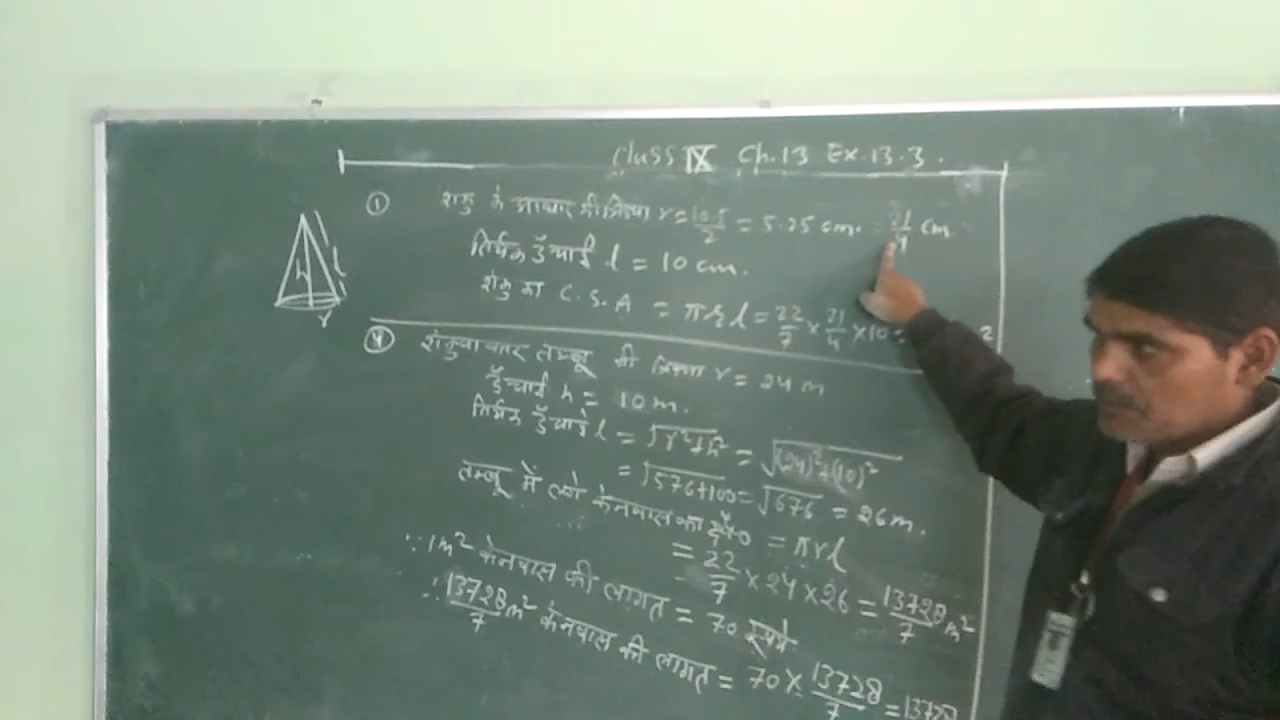 Class IX Ch.13 Ex.13.3.
① शंकु के आधार की त्रिज्या r = 10.5/2 = 5.25 cm. = 21/4 cm
तिर्यक ऊँचाई l = 10 cm.
शंकु का C.S.A = πrl = 22/7 × 21/4 × 10 = 2
h l
r
④ शंकुवाकार तम्बू की त्रिज्या r = 24 m
ऊँचाई h = 10 m.
तिर्यक ऊँचाई l = √r²+h² = √(24)²+(10)²
= √576+100 = √676 = 26 m.
तम्बू में लगे केनवास का = πrl
= 22/7 × 24 × 26 = 13728/7 m²
∵ 1m² केनवास की लागत = 70 रूपये
∴ 13728/7 m² केनवास की लागत = 70 × 13728/7 =